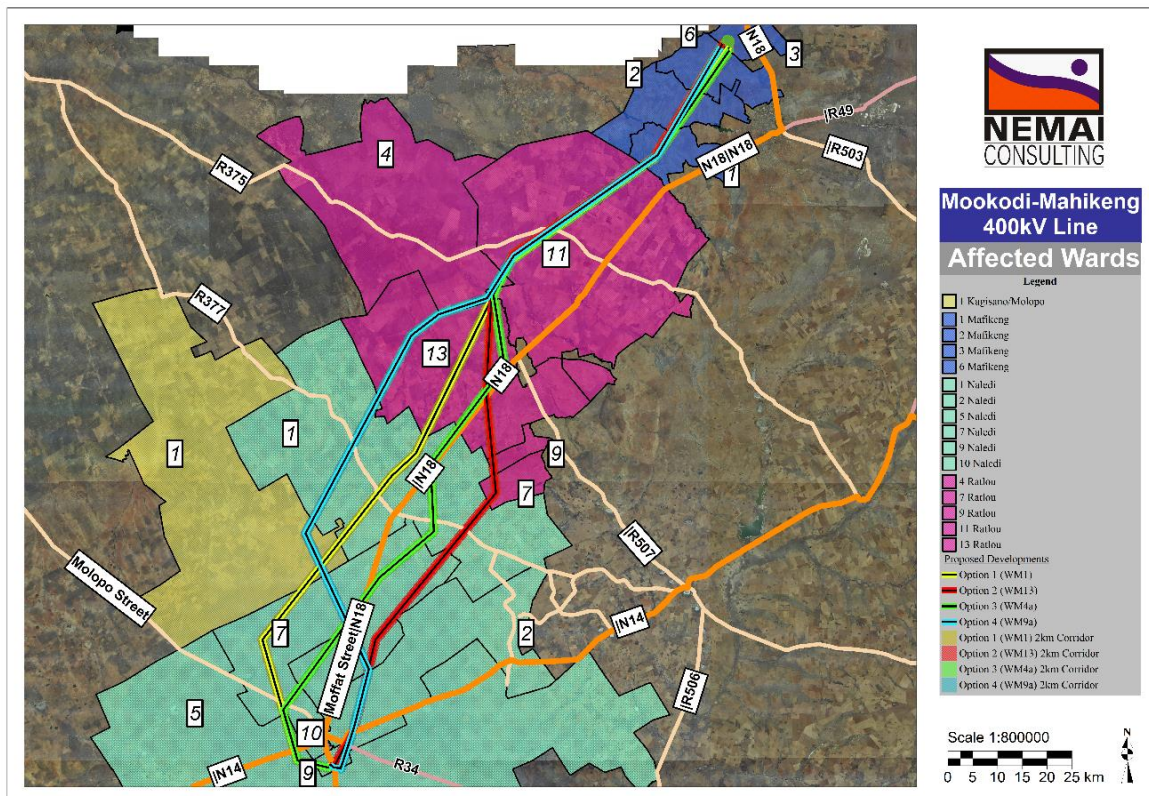 6
N18
3
2
|R49
N18|N18
|R503
4
1
R375
11
R377
13
N18
1
1
|N18
9
7
|R507
Molopo Street
7
Moffat Street|N18
2
|N14
5
|R506
10
|N14
9
R34
NEMAI
CONSULTING
Mookodi-Mahikeng
400kV Line
Affected Wards
Legend
1 Kagisano/Molopo
1 Mafikeng
2 Mafikeng
3 Mafikeng
6 Mafikeng
1 Naledi
2 Naledi
5 Naledi
7 Naledi
9 Naledi
10 Naledi
4 Ratlou
7 Ratlou
9 Ratlou
11 Ratlou
13 Ratlou
Proposed Developments
Option 1 (WM1)
Option 2 (WM13)
Option 3 (WM4a)
Option 4 (WM9a)
Option 1 (WM1) 2km Corridor
Option 2 (WM13) 2km Corridor
Option 3 (WM4a) 2km Corridor
Option 4 (WM9a) 2km Corridor
Scale 1:800000
N
0 5 10 15 20 25 km